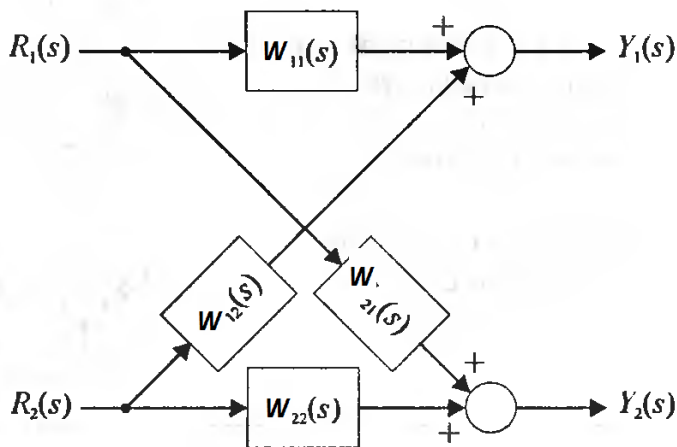 R₁(s) W₁₁(s) + Y₁(s)
+
W₁₂(s) W₂₁(s)
+
R₂(s) W₂₂(s) + Y₂(s)